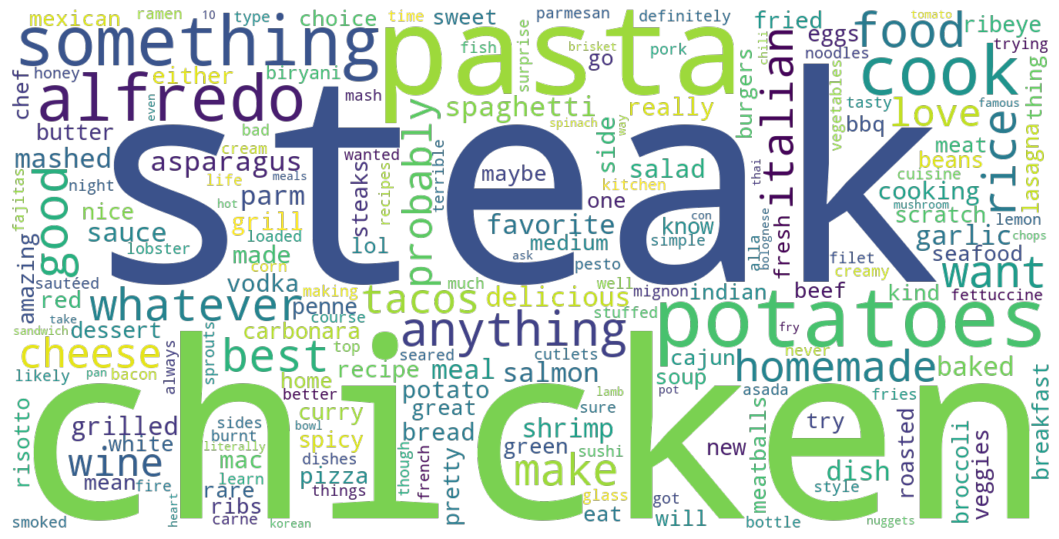 mexican
ramen
10
type
choice
time
sweet
parmesan
definitely
fried
eggs
food
ribeye
tomato
trying
something
pasta
fish
surprise
brisket
go
pork
chili
noodles
cook
honey
either
biryani
chef
alfredo
mash
spaghetti
really
burgers
italian
vegetables
tasty
famous
bbq
love
rice
thing
lasagna
even
butter
bad
cream
spinach
way
side
mashed
asparagus
wanted
probably
terrible
salad
meat
beans
good
night
life
meals
steaks
recipes
maybe
kitchen
thai
cuisine
fajitas
nice
hot
parm
one
cooking
mushroom
steak
sauce
grill
favorite
know
con
fresh
scratch
lemon
amazing
lobster
loaded
made
lol
medium
simple
alla
bolognese
garlic
chops
sautéed
corn
ask
pesto
filet
seafood
vodka
much
well
creamy
want
red
whatever
making
tacos
delicious
mignon
indian
beef
kind
fettuccine
penne
course
stuffed
sandwich
take
dessert
carbonara
anything
potatoes
fry
cheese
sprouts
best
top
seared
cutlets
cajun
never
homemade
baked
likely
pan
bacon
always
home
recipe
meal
salmon
soup
better
potato
lamb
pot
asada
fries
breakfast
risotto
chicken
curry
great
sure
grilled
sides
bowl
bread
shrimp
meatballs
try
roasted
broccoli
veggies
white
burnt
spicy
though
french
pretty
green
sushi
new
wine
literally
dishes
mac
pizza
make
dish
mean
fire
learn
things
glass
got
style
rare
heart
ribs
eat
will
bottle
nuggets
smoked
carne
korean